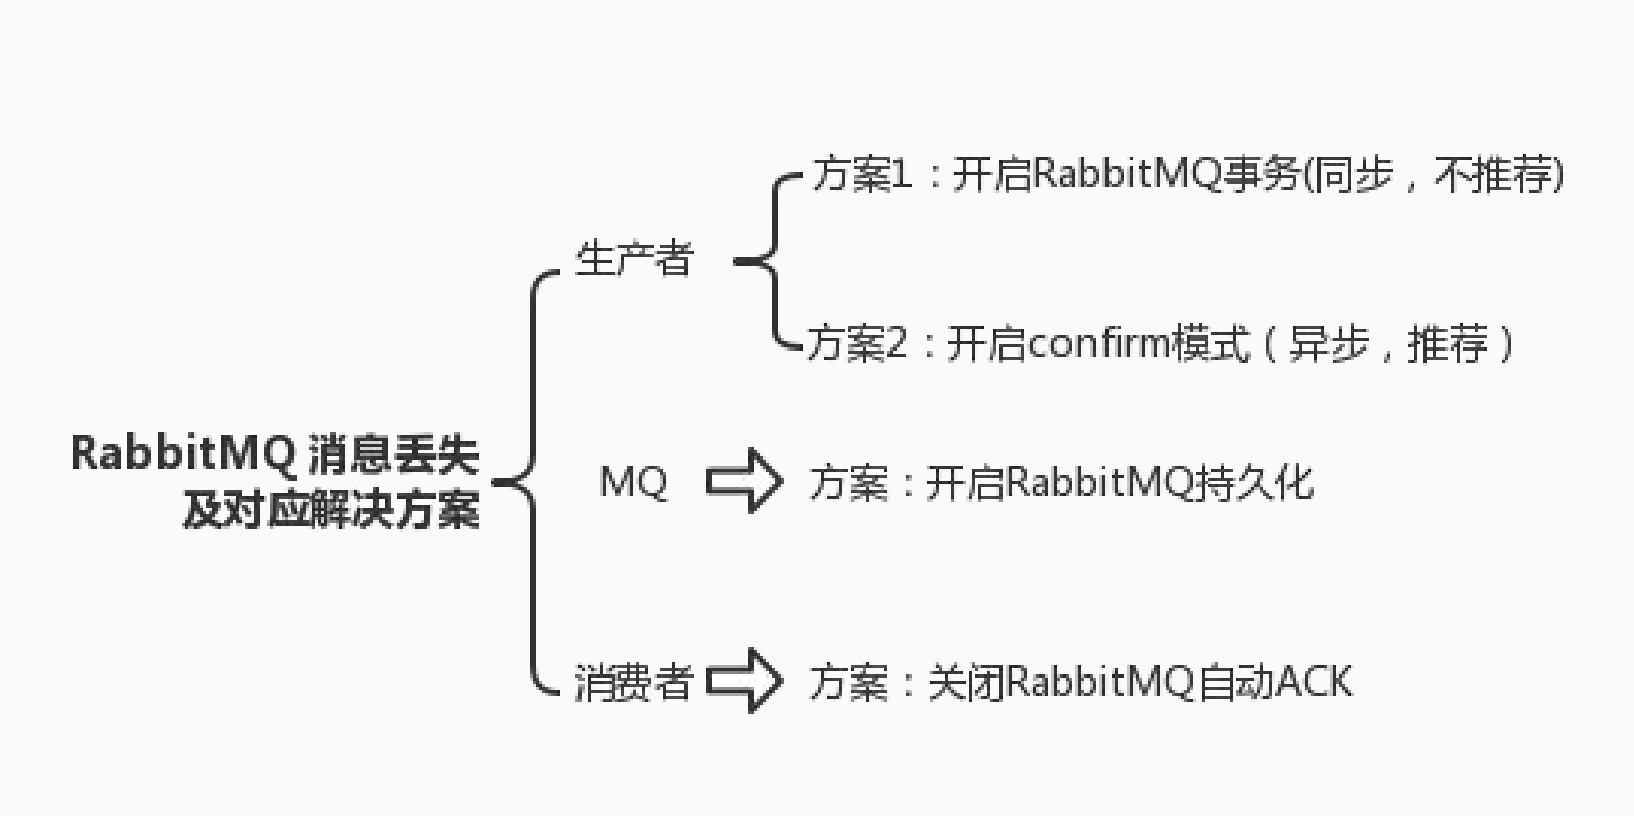 RabbitMQ 消息丢失
及对应解决方案
生产者
方案1：开启RabbitMQ事务(同步，不推荐)
方案2：开启confirm模式（异步，推荐）
MQ
方案：开启RabbitMQ持久化
消费者
方案：关闭RabbitMQ自动ACK